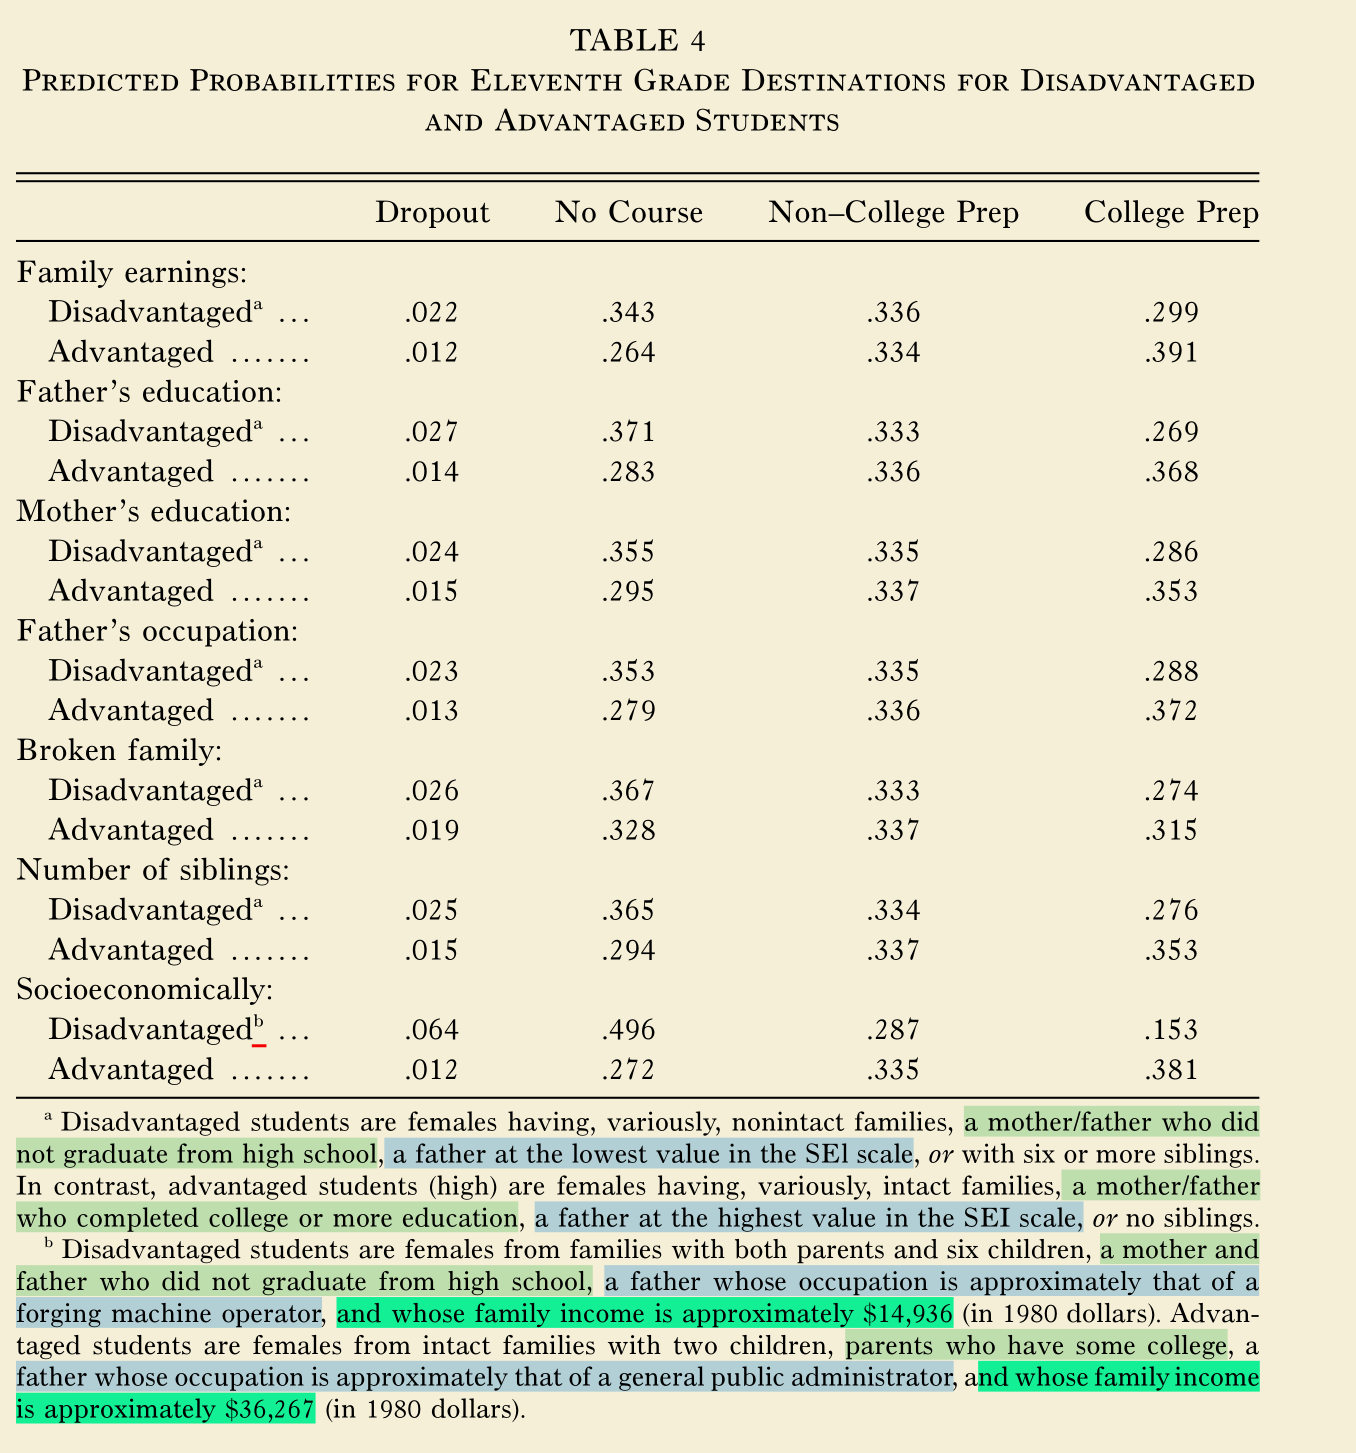 TABLE 4
PREDICTED PROBABILITIES FOR ELEVENTH GRADE DESTINATIONS FOR DISADVANTAGED
AND ADVANTAGED STUDENTS
Dropout No Course Non–College Prep College Prep
Family earnings:
Disadvantagedᵃ ... .022 .343 .336 .299
Advantaged ....... .012 .264 .334 .391
Father’s education:
Disadvantagedᵃ ... .027 .371 .333 .269
Advantaged ....... .014 .283 .336 .368
Mother’s education:
Disadvantagedᵃ ... .024 .355 .335 .286
Advantaged ....... .015 .295 .337 .353
Father’s occupation:
Disadvantagedᵃ ... .023 .353 .335 .288
Advantaged ....... .013 .279 .336 .372
Broken family:
Disadvantagedᵃ ... .026 .367 .333 .274
Advantaged ....... .019 .328 .337 .315
Number of siblings:
Disadvantagedᵃ ... .025 .365 .334 .276
Advantaged ....... .015 .294 .337 .353
Socioeconomically:
Disadvantagedᵇ ... .064 .496 .287 .153
Advantaged ....... .012 .272 .335 .381
ᵃ Disadvantaged students are females having, variously, nonintact families, a mother/father who did
not graduate from high school, a father at the lowest value in the SEl scale, or with six or more siblings.
In contrast, advantaged students (high) are females having, variously, intact families, a mother/father
who completed college or more education, a father at the highest value in the SEI scale, or no siblings.
ᵇ Disadvantaged students are females from families with both parents and six children, a mother and
father who did not graduate from high school, a father whose occupation is approximately that of a
forging machine operator, and whose family income is approximately $14,936 (in 1980 dollars). Advan-
taged students are females from intact families with two children, parents who have some college, a
father whose occupation is approximately that of a general public administrator, and whose family income
is approximately $36,267 (in 1980 dollars).